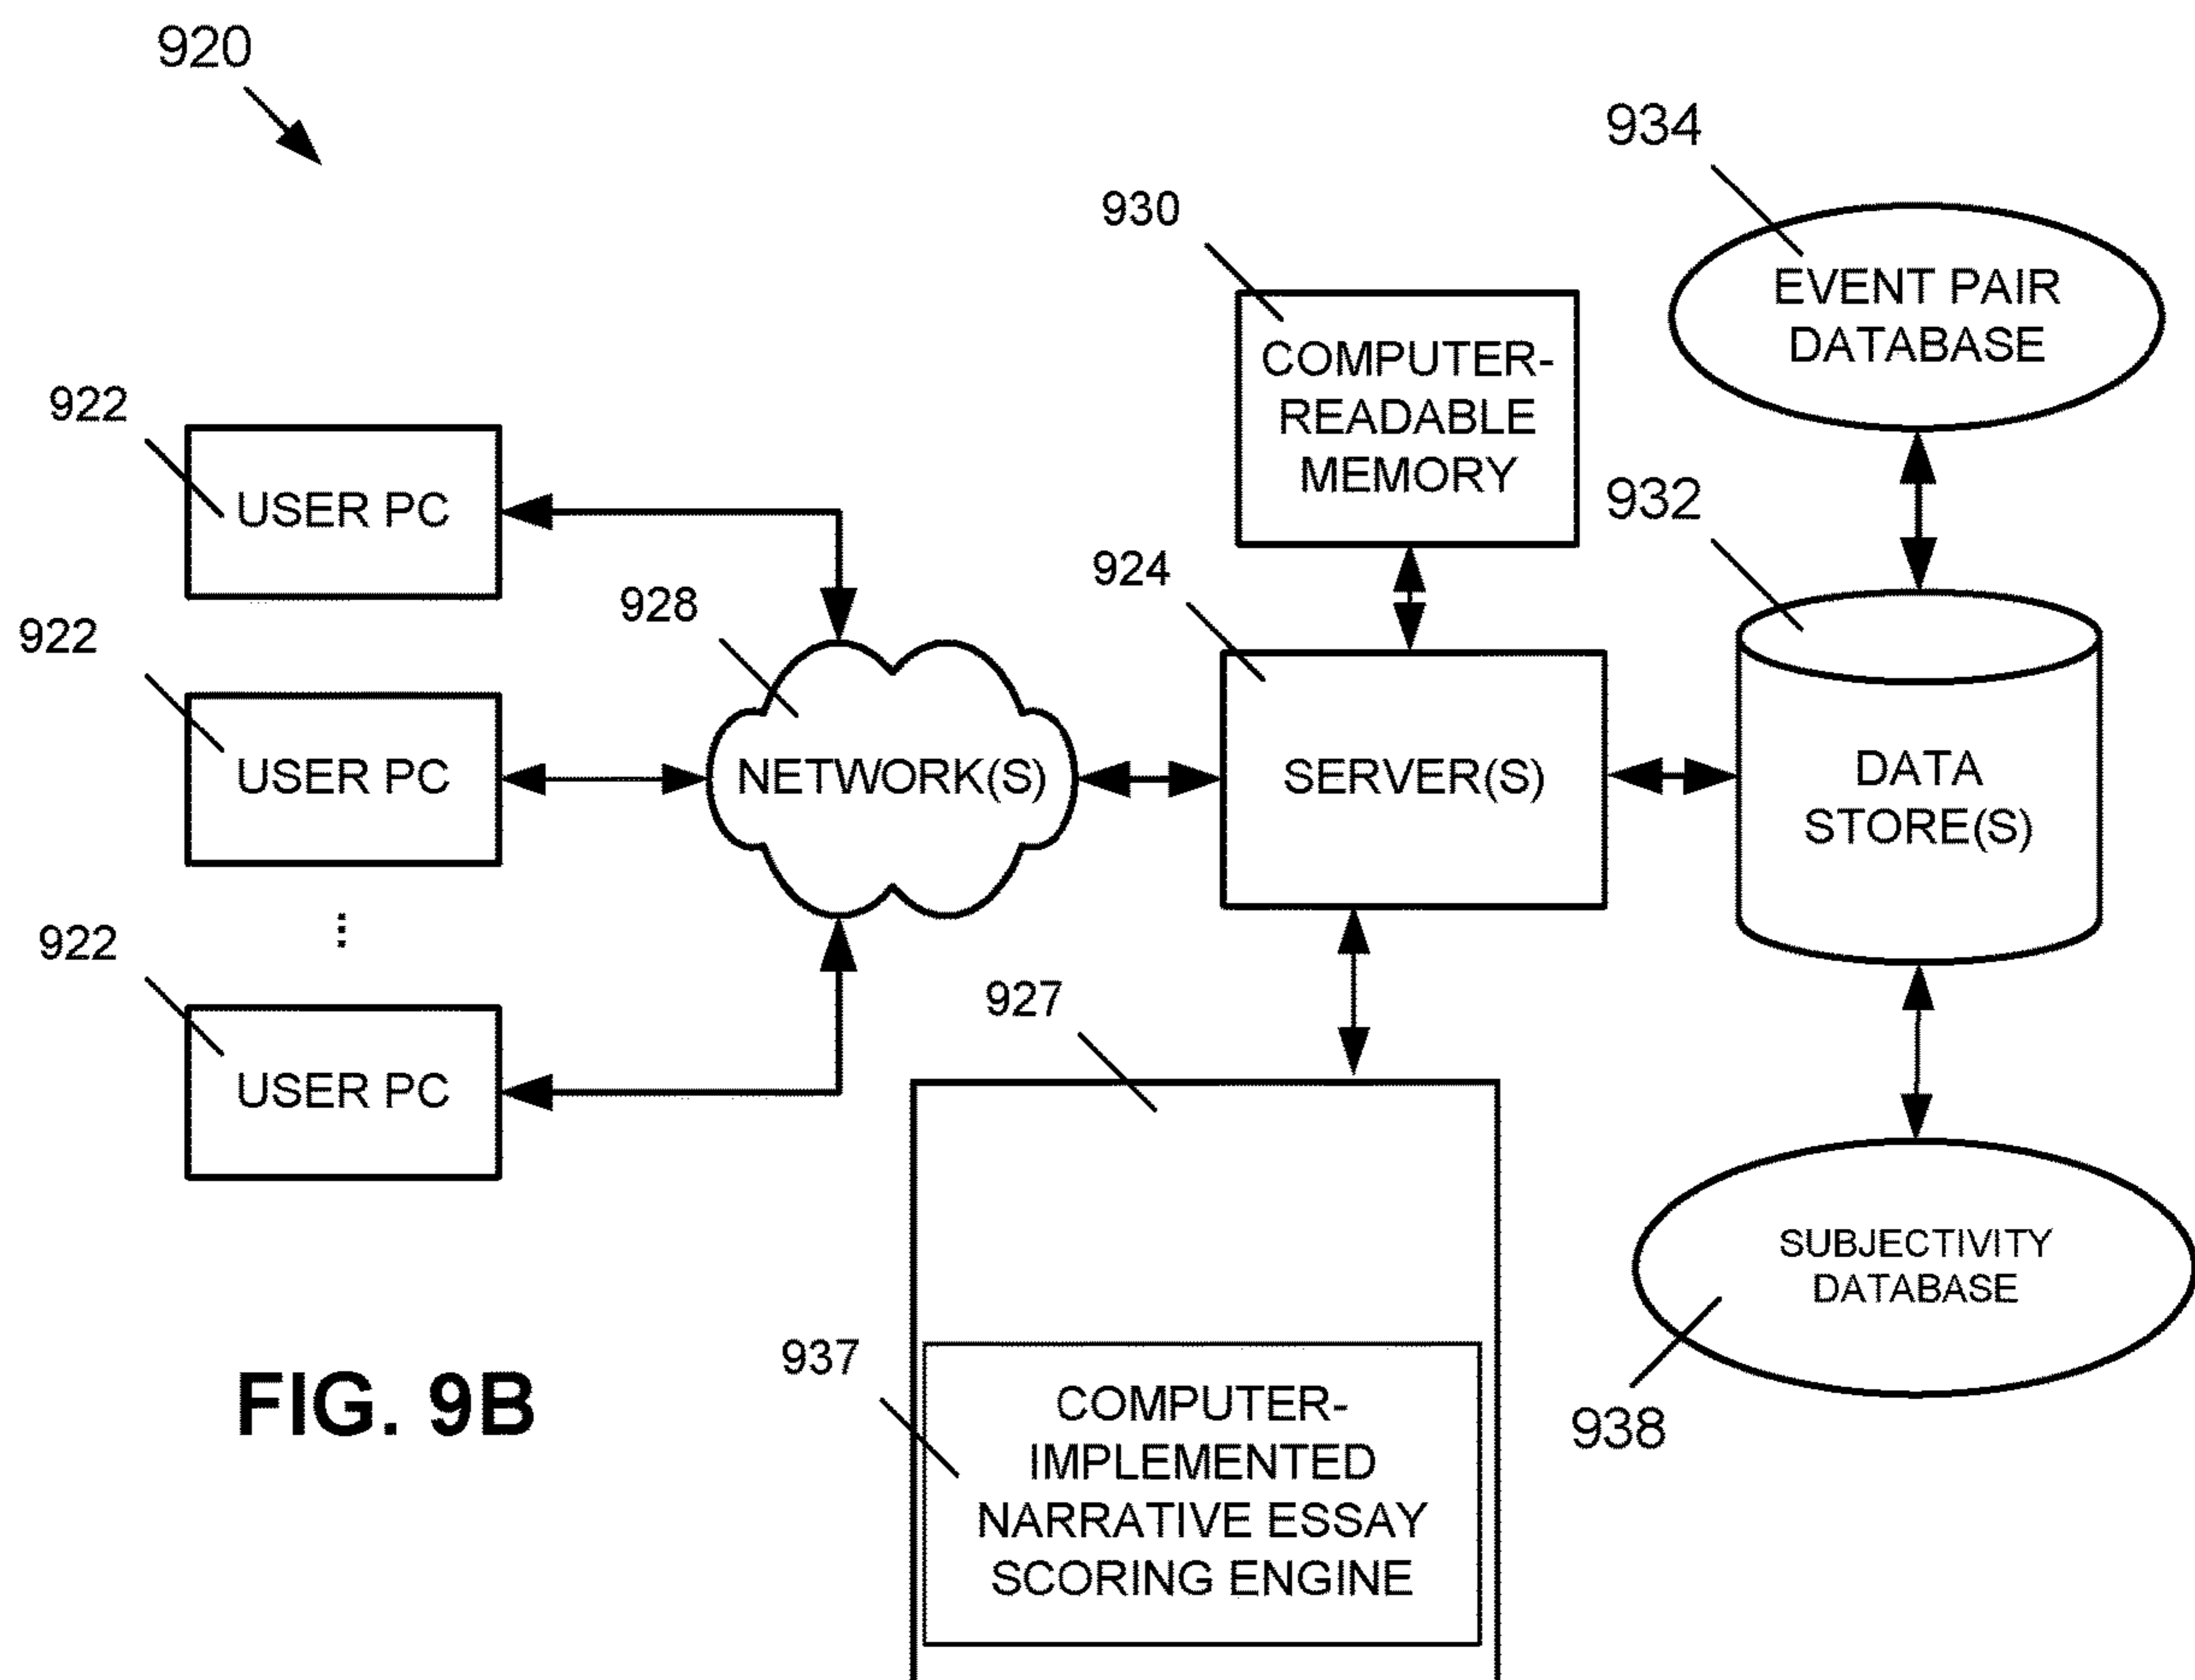 920
934
EVENT PAIR
DATABASE
930
COMPUTER-
READABLE
MEMORY
922
USER PC
932
924
928
922
USER PC
NETWORK(S)
SERVER(S)
DATA
STORE(S)
...
922
USER PC
927
SUBJECTIVITY
DATABASE
938
937
COMPUTER-
IMPLEMENTED
NARRATIVE ESSAY
SCORING ENGINE
FIG. 9B